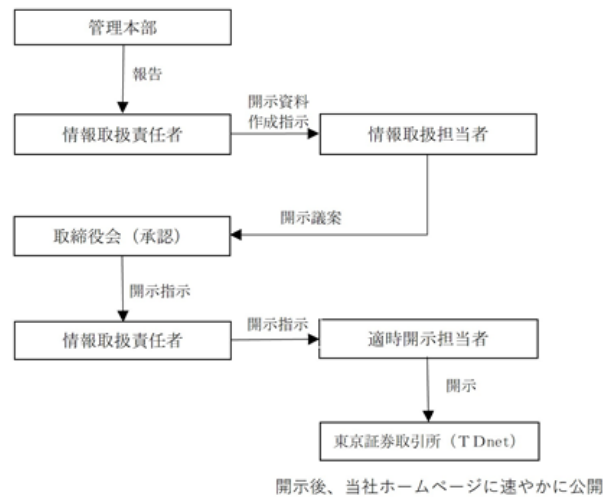 管理本部
報告
情報取扱責任者
開示資料
作成指示
情報取扱担当者
開示議案
取締役会（承認）
開示指示
情報取扱責任者
開示指示
適時開示担当者
開示
東京証券取引所（ＴＤnet）
開示後、当社ホームページに速やかに公開